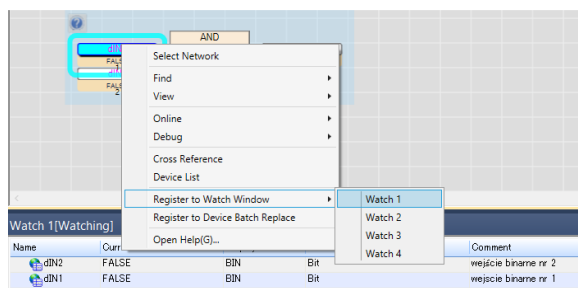 AND
FALSE
1
FALSE
2
Select Network
Find
View
Online
Debug
Cross Reference
Device List
Register to Watch Window
Register to Device Batch Replace
Open Help(G)...
Watch 1
Watch 2
Watch 3
Watch 4
Watch 1[Watching]
Name Comment
dIN2 FALSE BIN Bit wejście binarne nr 2
dIN1 FALSE BIN Bit wejście binarne nr 1